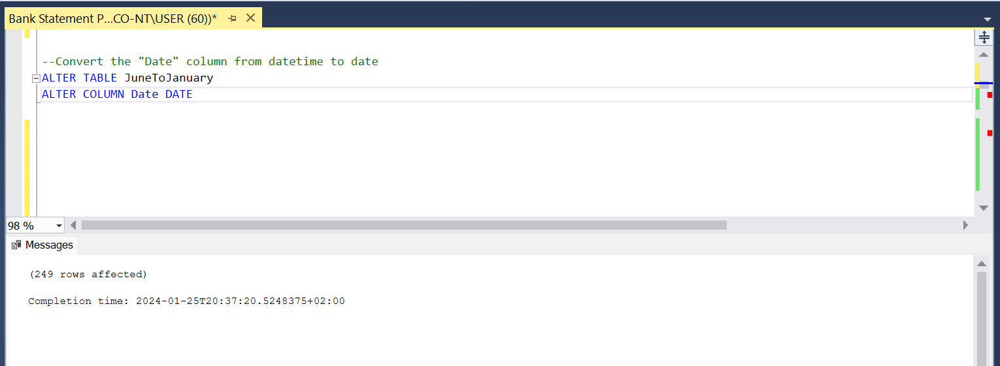 Bank Statement P...CO-NT\USER (60))*
--Convert the "Date" column from datetime to date
ALTER TABLE JuneToJanuary
ALTER COLUMN Date DATE
98 %
Messages
(249 rows affected)
Completion time: 2024-01-25T20:37:20.5248375+02:00